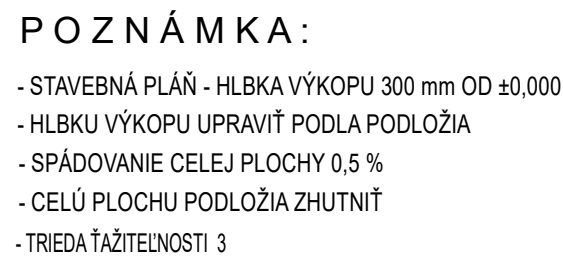 POZNÁMKA:
- STAVEBNÁ PLÁŇ - HLBKA VÝKOPU 300 mm OD ±0,000
- HLBKU VÝKOPU UPRAVIŤ PODLA PODLOŽIA
- SPÁDOVANIE CELEJ PLOCHY 0,5 %
- CELÚ PLOCHU PODLOŽIA ZHUTNIŤ
- TRIEDA ŤAŽITEĽNOSTI 3